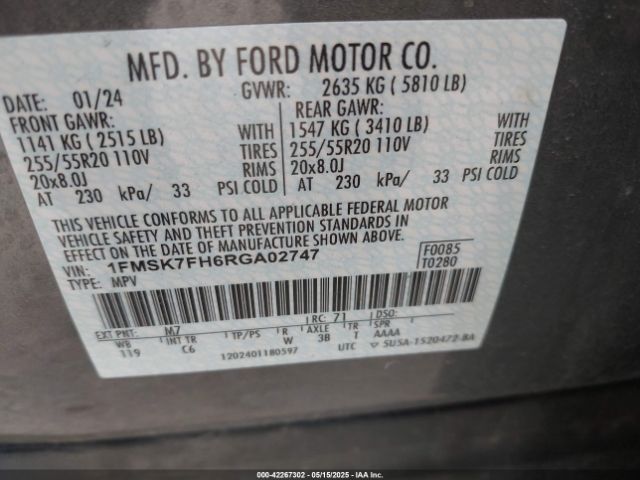 MFD. BY FORD MOTOR CO.
DATE: 01/24 GVWR: 2635 KG ( 5810 LB)
FRONT GAWR: REAR GAWR:
1141 KG ( 2515 LB) WITH 1547 KG ( 3410 LB) WITH
255/55R20 110V TIRES 255/55R20 110V TIRES
20x8.0J RIMS 20x8.0J RIMS
AT 230 kPa/ 33 PSI COLD AT 230 kPa/ 33 PSI COLD
THIS VEHICLE CONFORMS TO ALL APPLICABLE FEDERAL MOTOR
VEHICLE SAFETY AND THEFT PREVENTION STANDARDS IN
EFFECT ON THE DATE OF MANUFACTURE SHOWN ABOVE.
VIN: 1FMSK7FH6RGA02747 F0085
TYPE: MPV T0280
EXT PNT: M7 RC: 71 DSO:
WB INT TR TP/PS R AXLE TR SPR
119 C6 W 3B T AAAA
1202401180597 UTC 5U5A-1520472-BA
000-42267302 - 05/15/2025 - IAA Inc.